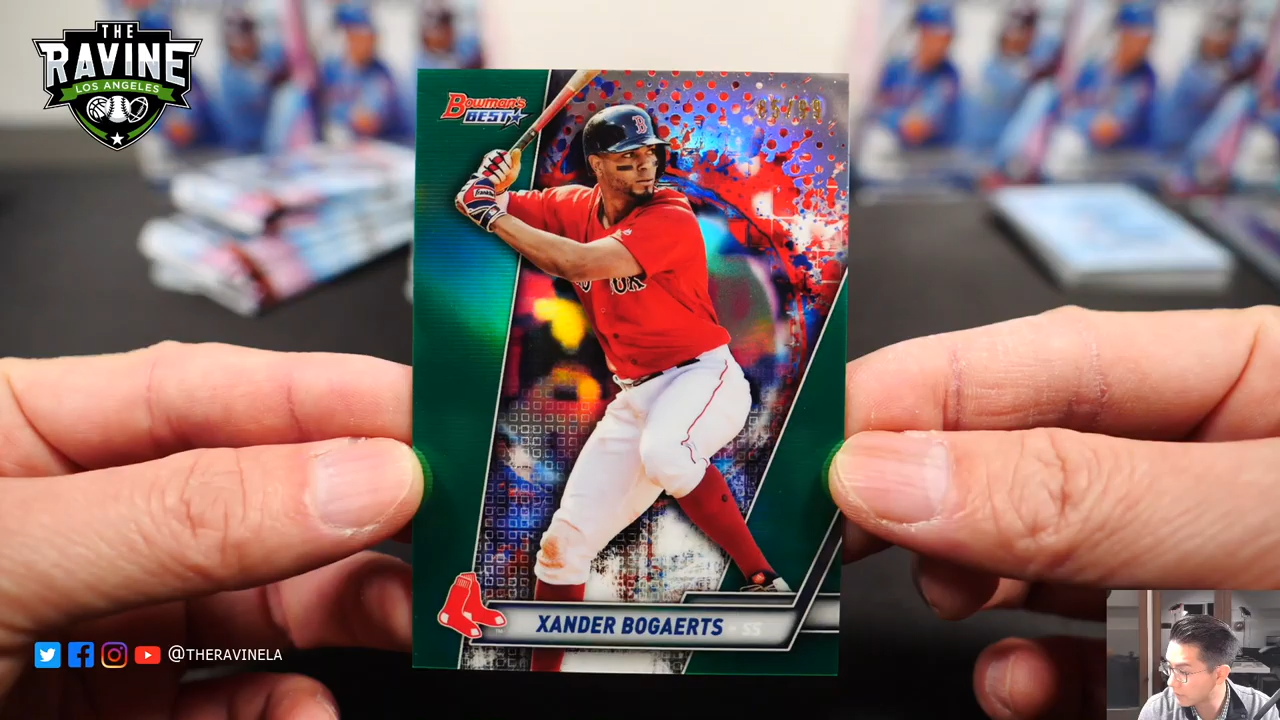 THE
RAVINE
LOS ANGELES
Bowman's
BEST
B
XANDER BOGAERTS
SS
@THERAVINELA